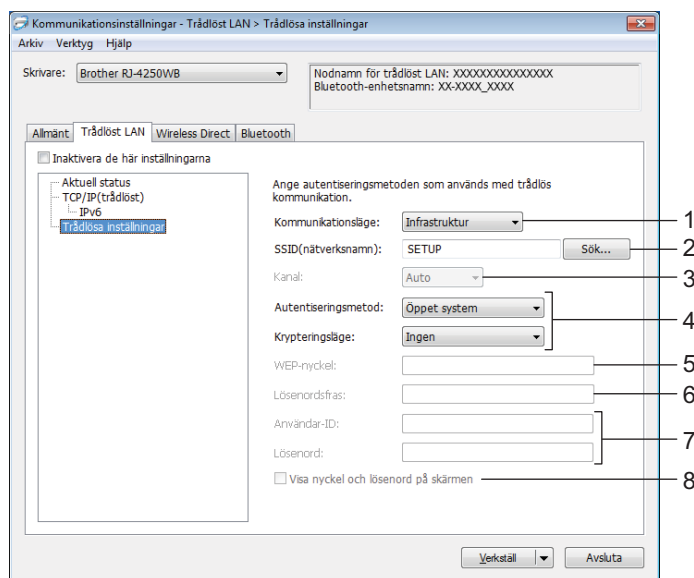 Kommunikationsinställningar - Trådlöst LAN > Trådlösa inställningar
Arkiv Verktyg Hjälp
Skrivare: Brother RJ-4250WB
Nodnamn för trådlöst LAN: XXXXXXXXXXXXXXX
Bluetooth-enhetsnamn: XX-XXXX_XXXX
Allmänt Trådlöst LAN Wireless Direct Bluetooth
Inaktivera de här inställningarna
Aktuell status
TCP/IP(trådlöst)
IPv6
Trådlösa inställningar
Ange autentiseringsmetoden som används med trådlös
kommunikation.
Kommunikationsläge: Infrastruktur 1
SSID(nätverksnamn): SETUP Sök... 2
Kanal: Auto 3
Autentiseringsmetod: Öppet system
4
Krypteringsläge: Ingen
WEP-nyckel: 5
Lösenordsfras: 6
Användar-ID:
7
Lösenord:
Visa nyckel och lösenord på skärmen 8
Verkställ Avsluta